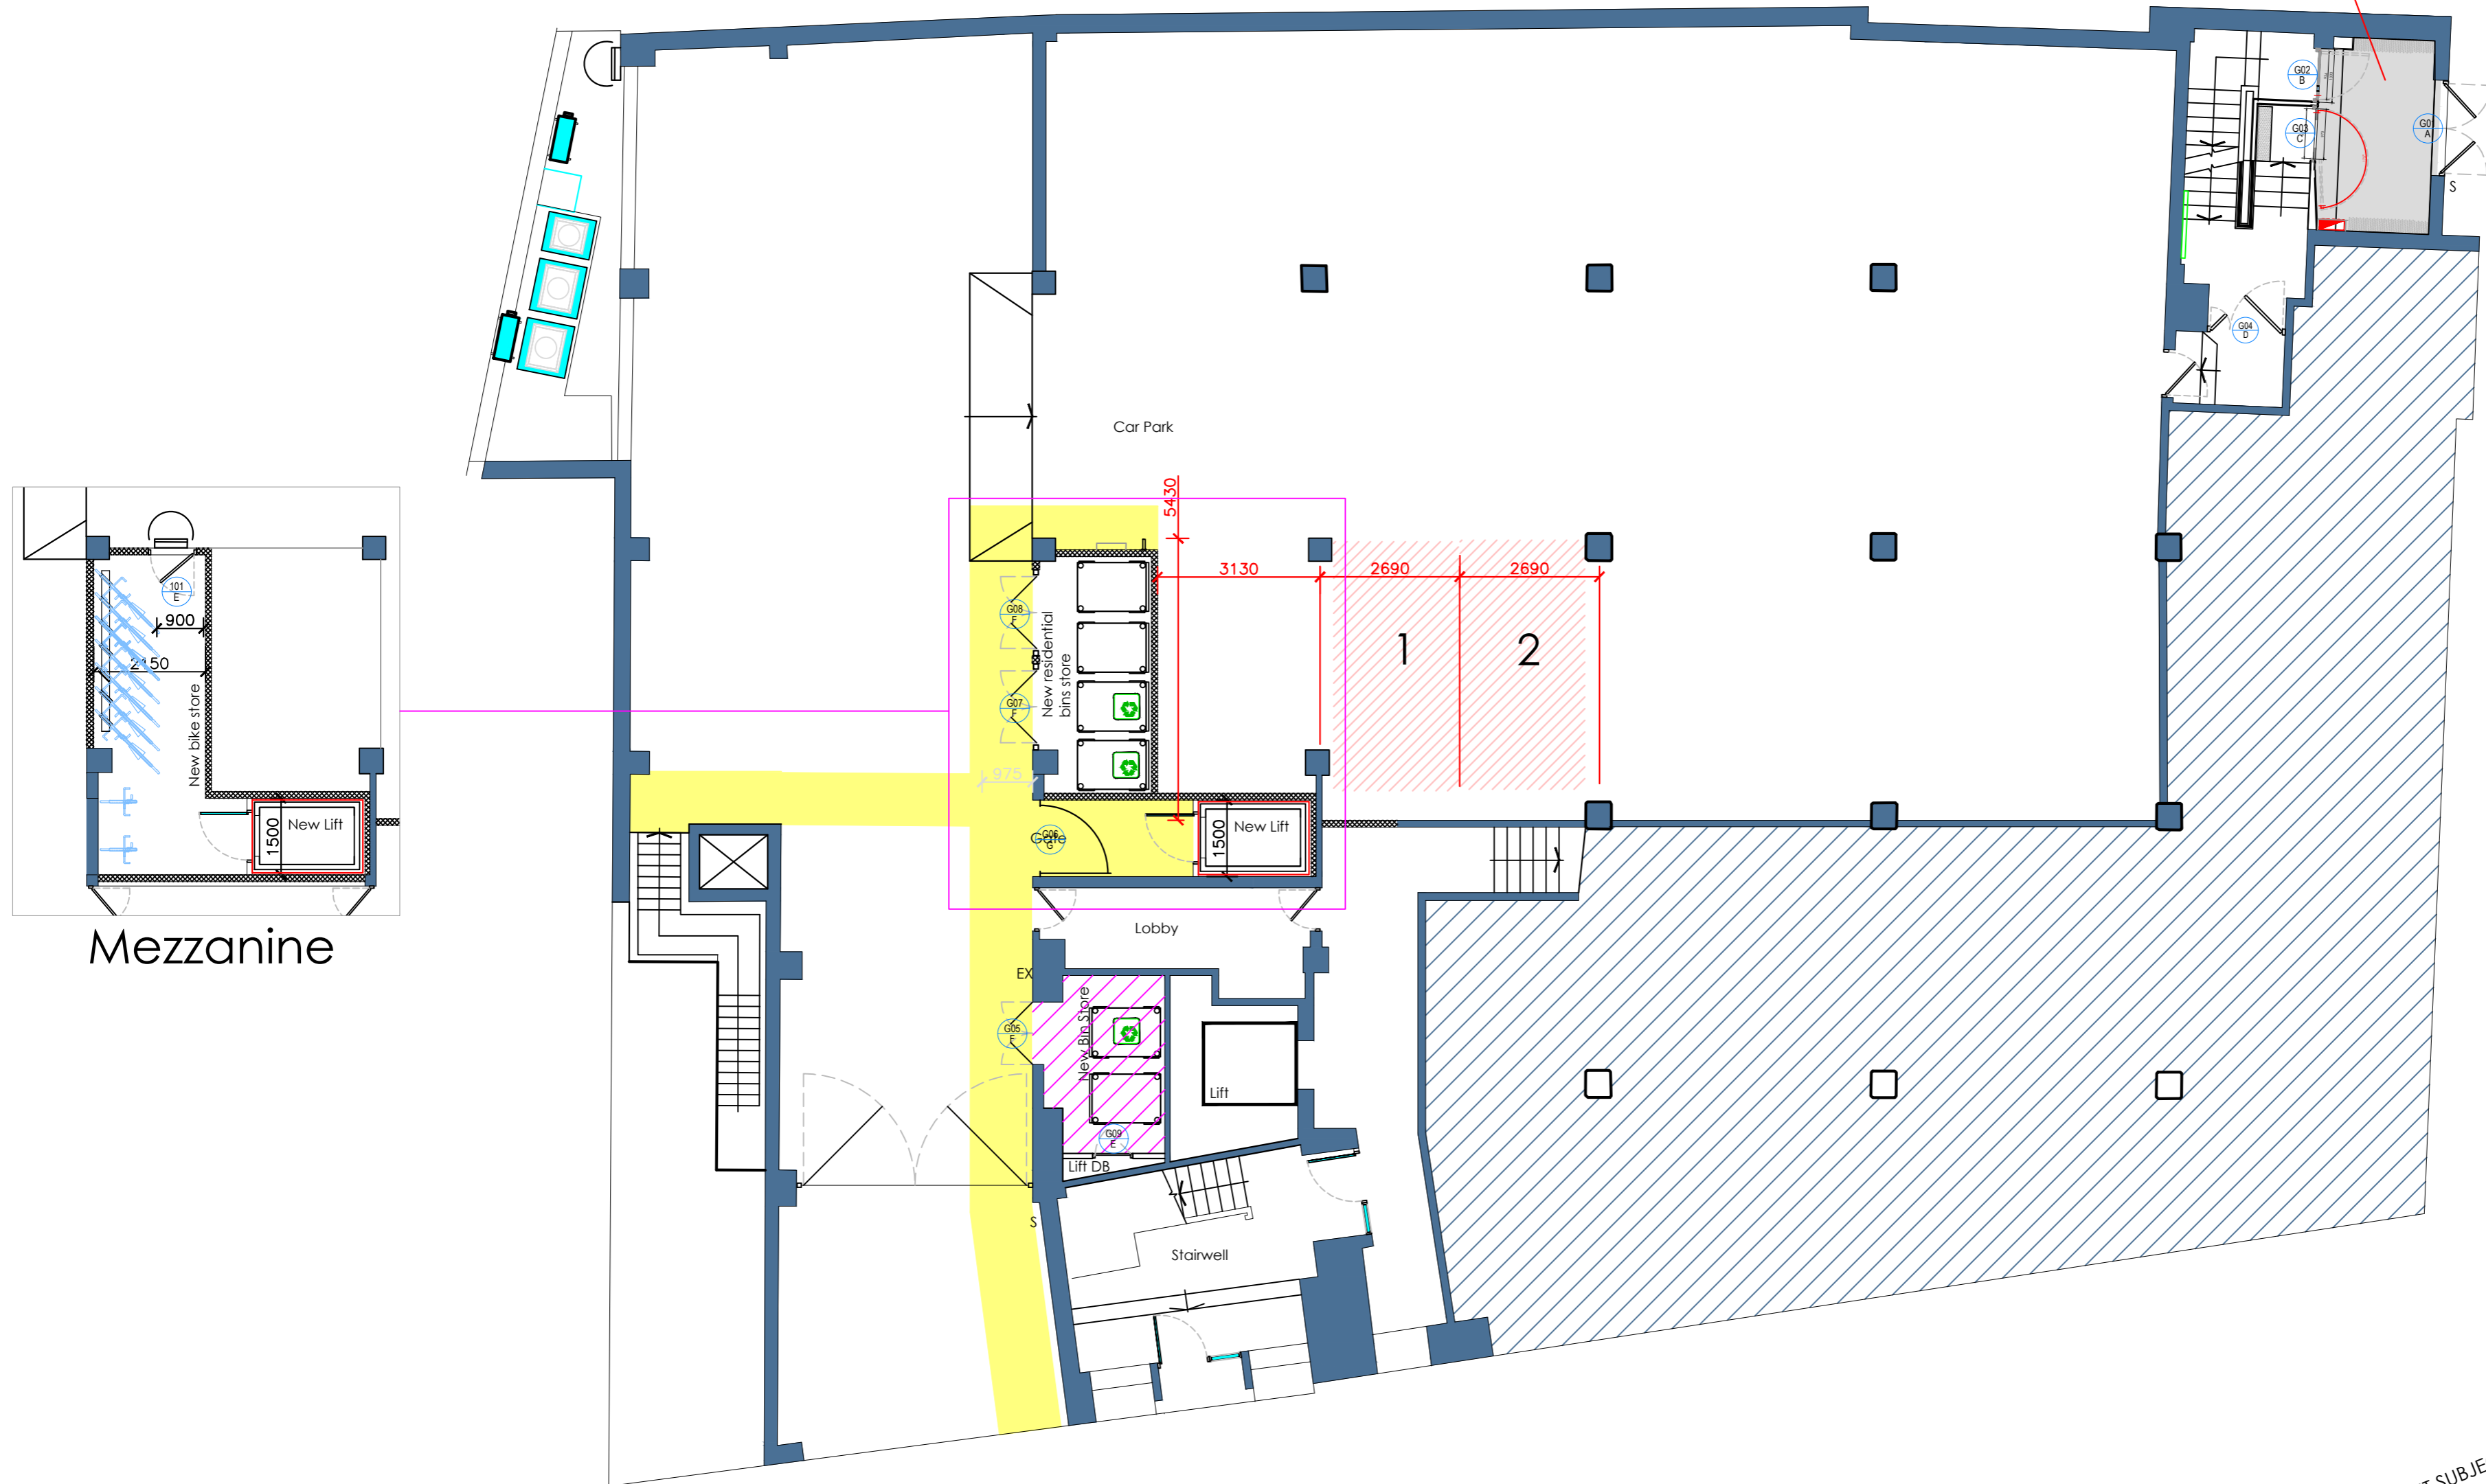 G02
B
G03
C
G01
A
S
G04
D
Car Park
5430
3130
2690
2690
1
2
G08
F
New residential
bins store
G07
F
975
Gate
G06
G
1500
New Lift
101
E
900
2150
New bike store
1500
New Lift
Mezzanine
Lobby
EX
New Bin Store
G05
F
Lift
G09
E
Lift DB
S
Stairwell
T SUBJE